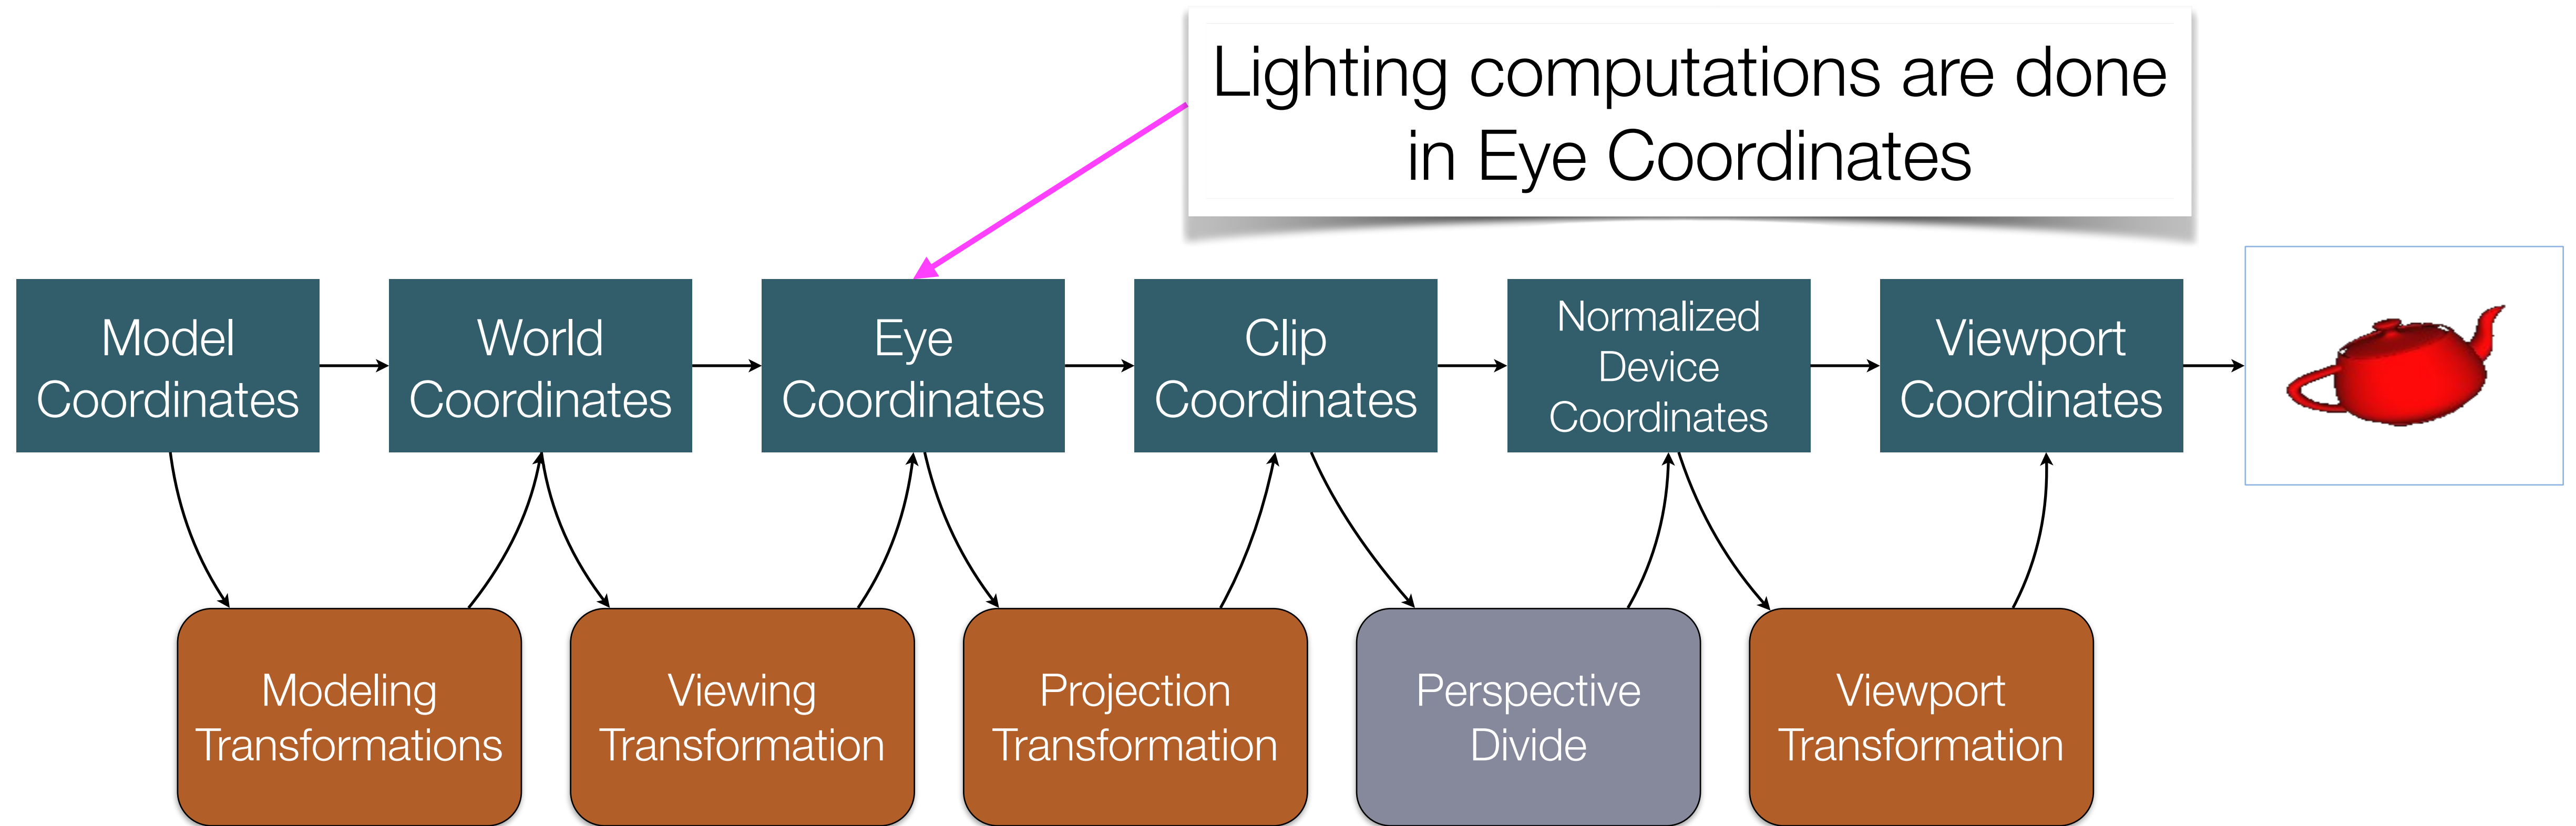 Lighting computations are done
in Eye Coordinates
Model
Coordinates
World
Coordinates
Eye
Coordinates
Clip
Coordinates
Normalized
Device
Coordinates
Viewport
Coordinates
Modeling
Transformations
Viewing
Transformation
Projection
Transformation
Perspective
Divide
Viewport
Transformation